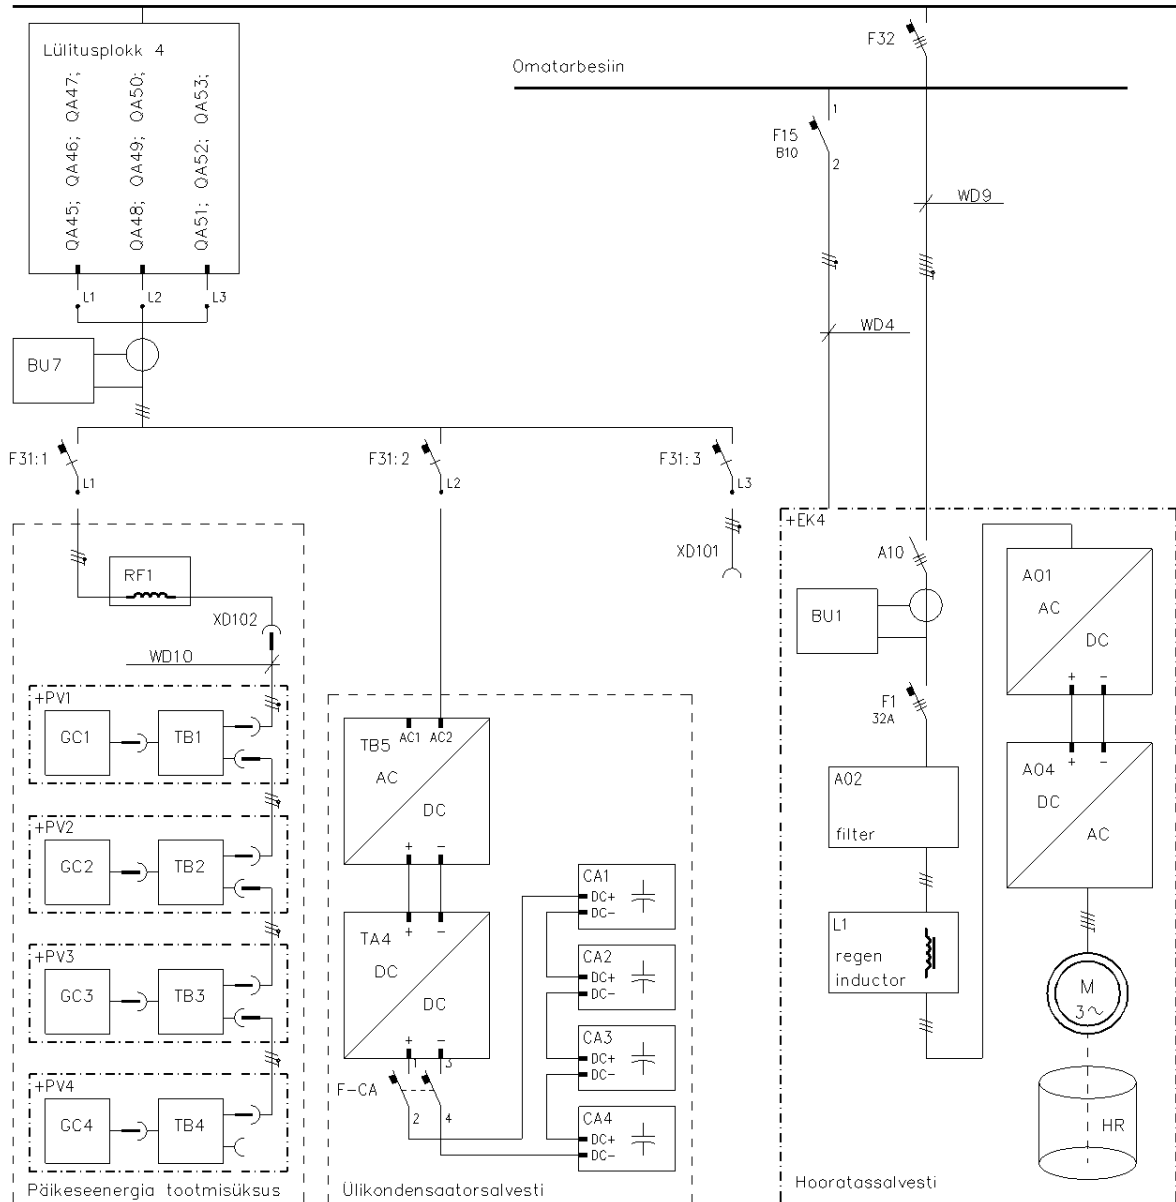 Lülitusplokk 4
QA45; QA46; QA47;
QA48; QA49; QA50;
QA51; QA52; QA53;
L1
L2
L3
BU7
F32
Omatarbesiin
1
F15
B10
2
WD9
WD4
F31:1
L1
F31:2
L2
F31:3
L3
XD101
RF1
XD102
WD10
+PV1
GC1
TB1
+PV2
GC2
TB2
+PV3
GC3
TB3
+PV4
GC4
TB4
Päikeseenergia tootmisüksus
TB5
AC1
AC2
AC
DC
+
-
TA4
+
-
DC
DC
+
-
1
3
F-CA
2
4
CA1
DC+
DC-
CA2
DC+
DC-
CA3
DC+
DC-
CA4
DC+
DC-
Ülikondensaatorsalvesti
+EK4
A10
BU1
F1
32A
A02
filter
L1
regen
inductor
A01
AC
DC
+
-
A04
+
-
DC
AC
M
3~
HR
Hooratassalvesti